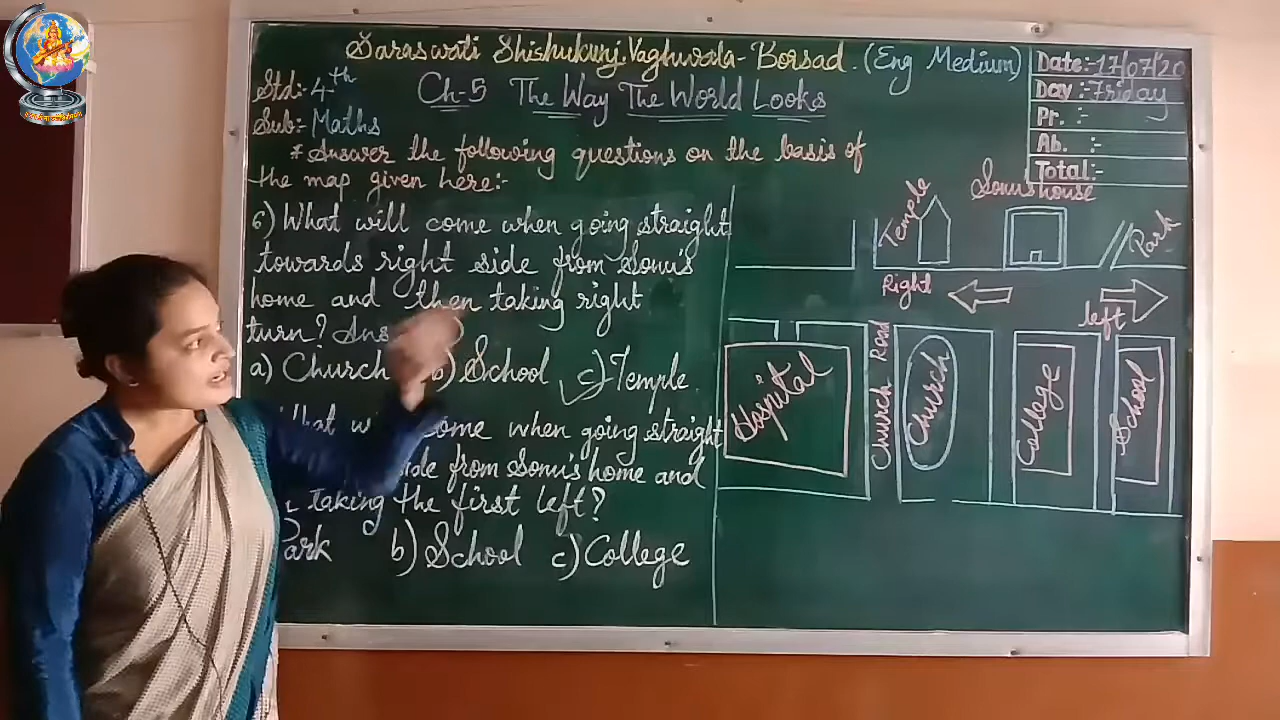 Saraswati Shishukunj. Vaghwala - Borsad. (Eng Medium)
Date:- 17/07/20
Std:- 4th
Ch-5 The Way The World Looks
Day:- Friday
Sub:- Maths
Pr. :-
Ab. :-
Total:-
* Answer the following questions on the basis of
the map given here:-
6) What will come when going straight
towards right side from Sonu's
home and then taking right
turn? Ans
a) Church b) School c) Temple
What come when going straight
side from Sonu's home and
taking the first left?
ark b) School c) College
Temple
Sonu's house
Park
Right
left
Hospital
Church Road
Church
College
School